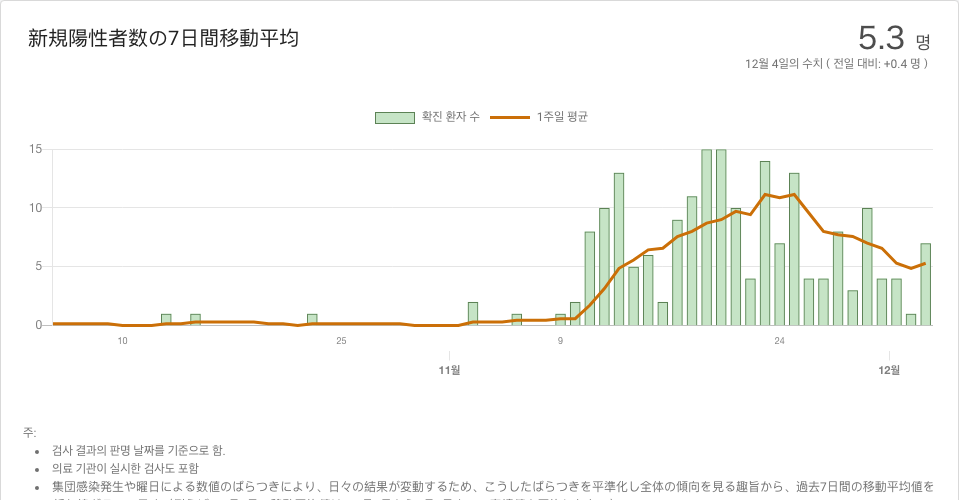 新規陽性者数の7日間移動平均
5.3 명
12월 4일의 수치 ( 전일 대비: +0.4 명 )
확진 환자 수 1주일 평균
15
10
5
0
10 25 9 24
11월 12월
주:
검사 결과의 판명 날짜를 기준으로 함.
의료 기관이 실시한 검사도 포함
集団感染発生や曜日による数値のばらつきにより、日々の結果が変動するため、こうしたばらつきを平準化し全体の傾向を見る趣旨から、過去7日間の移動平均値を